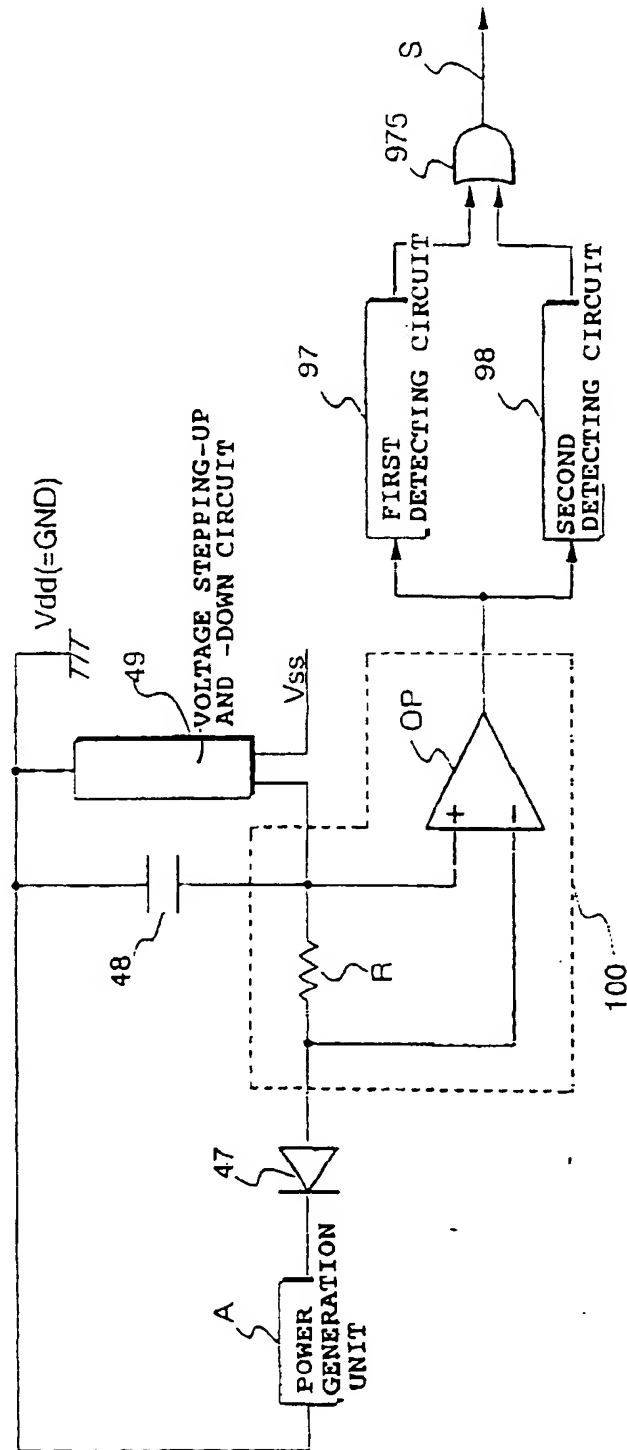 Vdd(=GND)
49
VOLTAGE STEPPING-UP
AND -DOWN CIRCUIT
Vss
48
A
POWER
GENERATION
UNIT
47
R
+
−
OP
100
97
FIRST
DETECTING CIRCUIT
98
SECOND
DETECTING CIRCUIT
975
S